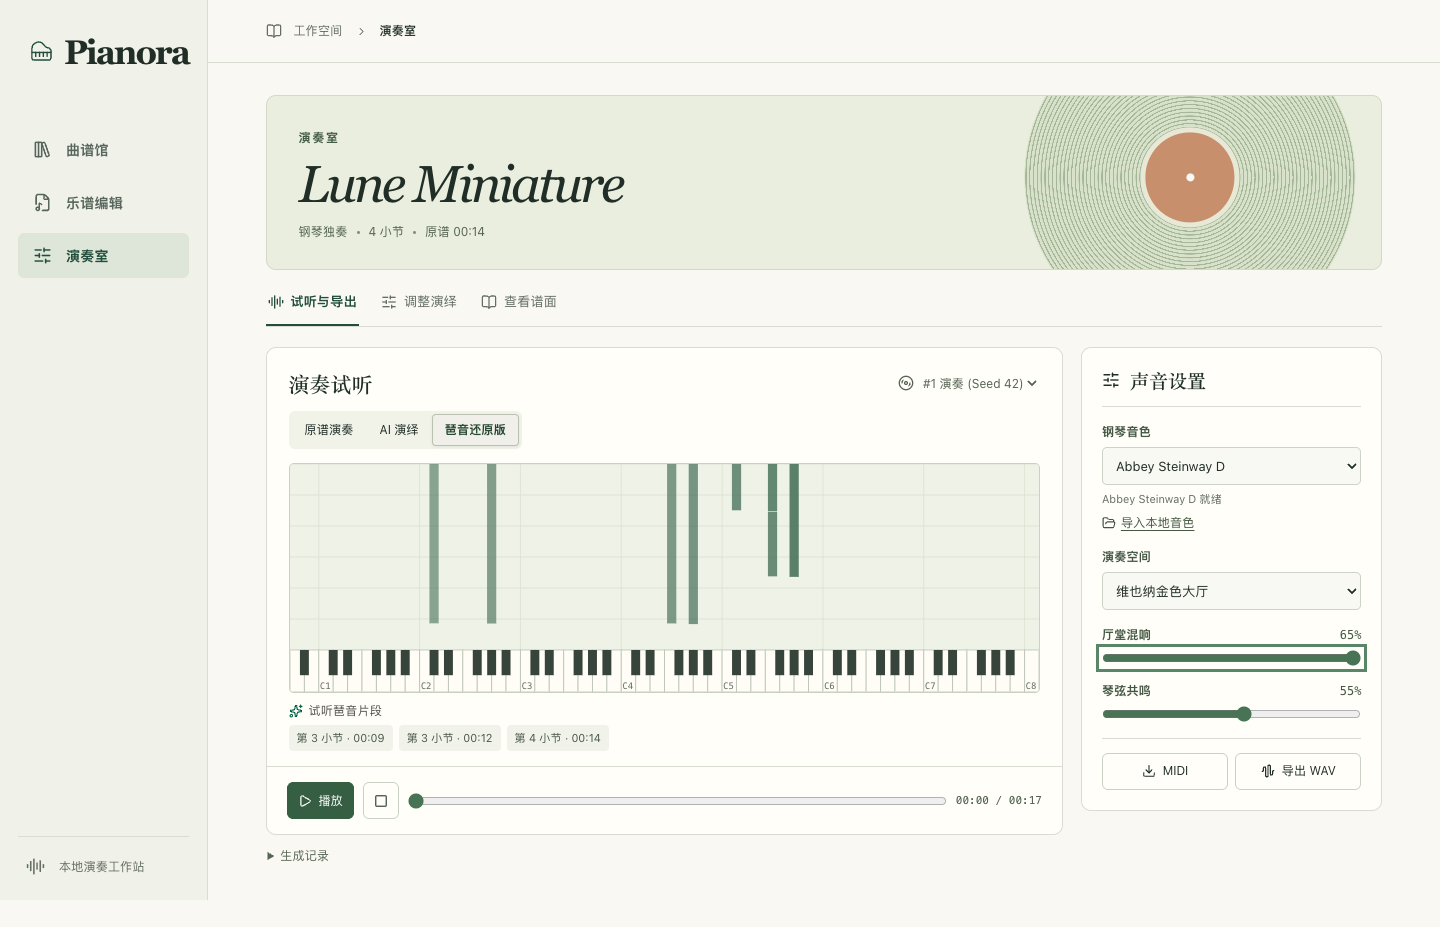 Pianora
工作空间 > 演奏室
曲谱馆
乐谱编辑
演奏室
演奏室
Lune Miniature
钢琴独奏 • 4 小节 • 原谱 00:14
试听与导出 调整演绎 查看谱面
演奏试听
#1 演奏 (Seed 42)
原谱演奏 AI 演绎 琶音还原版
C1 C2 C3 C4 C5 C6 C7 C8
试听琶音片段
第 3 小节 · 00:09 第 3 小节 · 00:12 第 4 小节 · 00:14
播放 00:00 / 00:17
生成记录
声音设置
钢琴音色
Abbey Steinway D
Abbey Steinway D 就绪
导入本地音色
演奏空间
维也纳金色大厅
厅堂混响 65%
琴弦共鸣 55%
MIDI 导出 WAV
本地演奏工作站